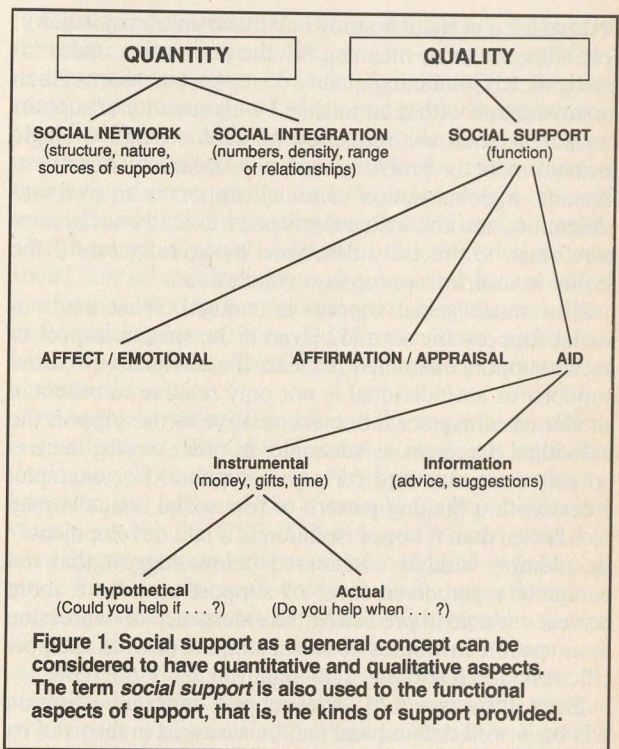 QUANTITY QUALITY
SOCIAL NETWORK SOCIAL INTEGRATION SOCIAL SUPPORT
(structure, nature, (numbers, density, range (function)
sources of support) of relationships)
AFFECT / EMOTIONAL AFFIRMATION / APPRAISAL AID
Instrumental Information
(money, gifts, time) (advice, suggestions)
Hypothetical Actual
(Could you help if . . . ?) (Do you help when . . . ?)
Figure 1. Social support as a general concept can be
considered to have quantitative and qualitative aspects.
The term social support is also used to the functional
aspects of support, that is, the kinds of support provided.